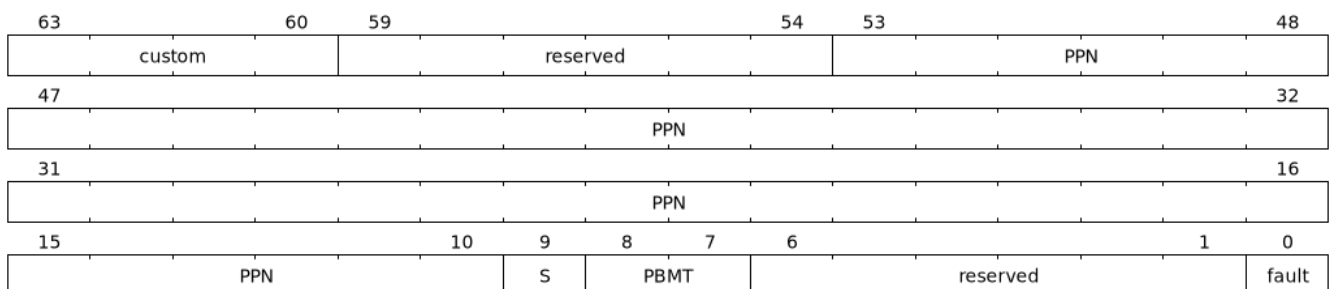 63 60 59 54 53 48
custom reserved PPN
47 32
PPN
31 16
PPN
15 10 9 8 7 6 1 0
PPN S PBMT reserved fault